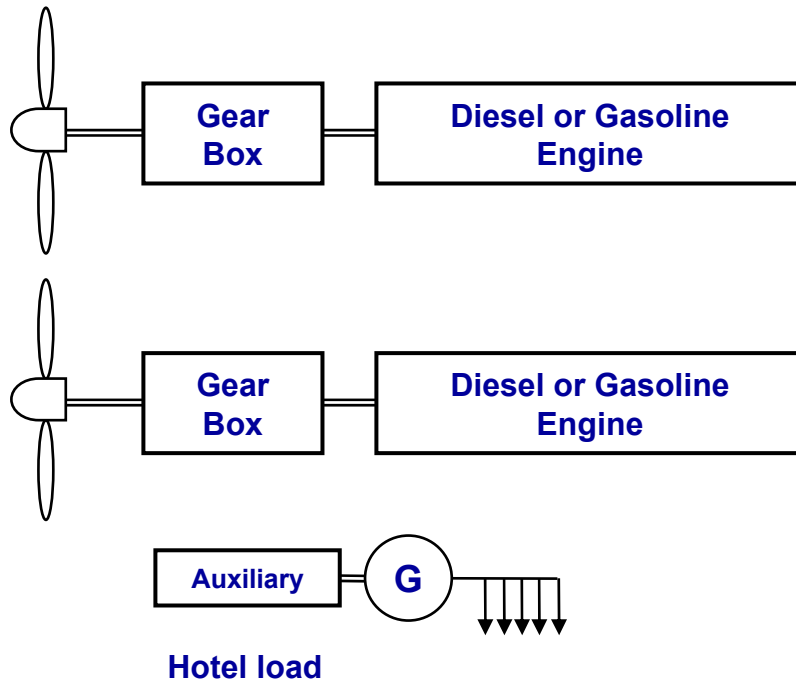 Gear
Box
Diesel or Gasoline
Engine
Gear
Box
Diesel or Gasoline
Engine
Auxiliary
G
Hotel load